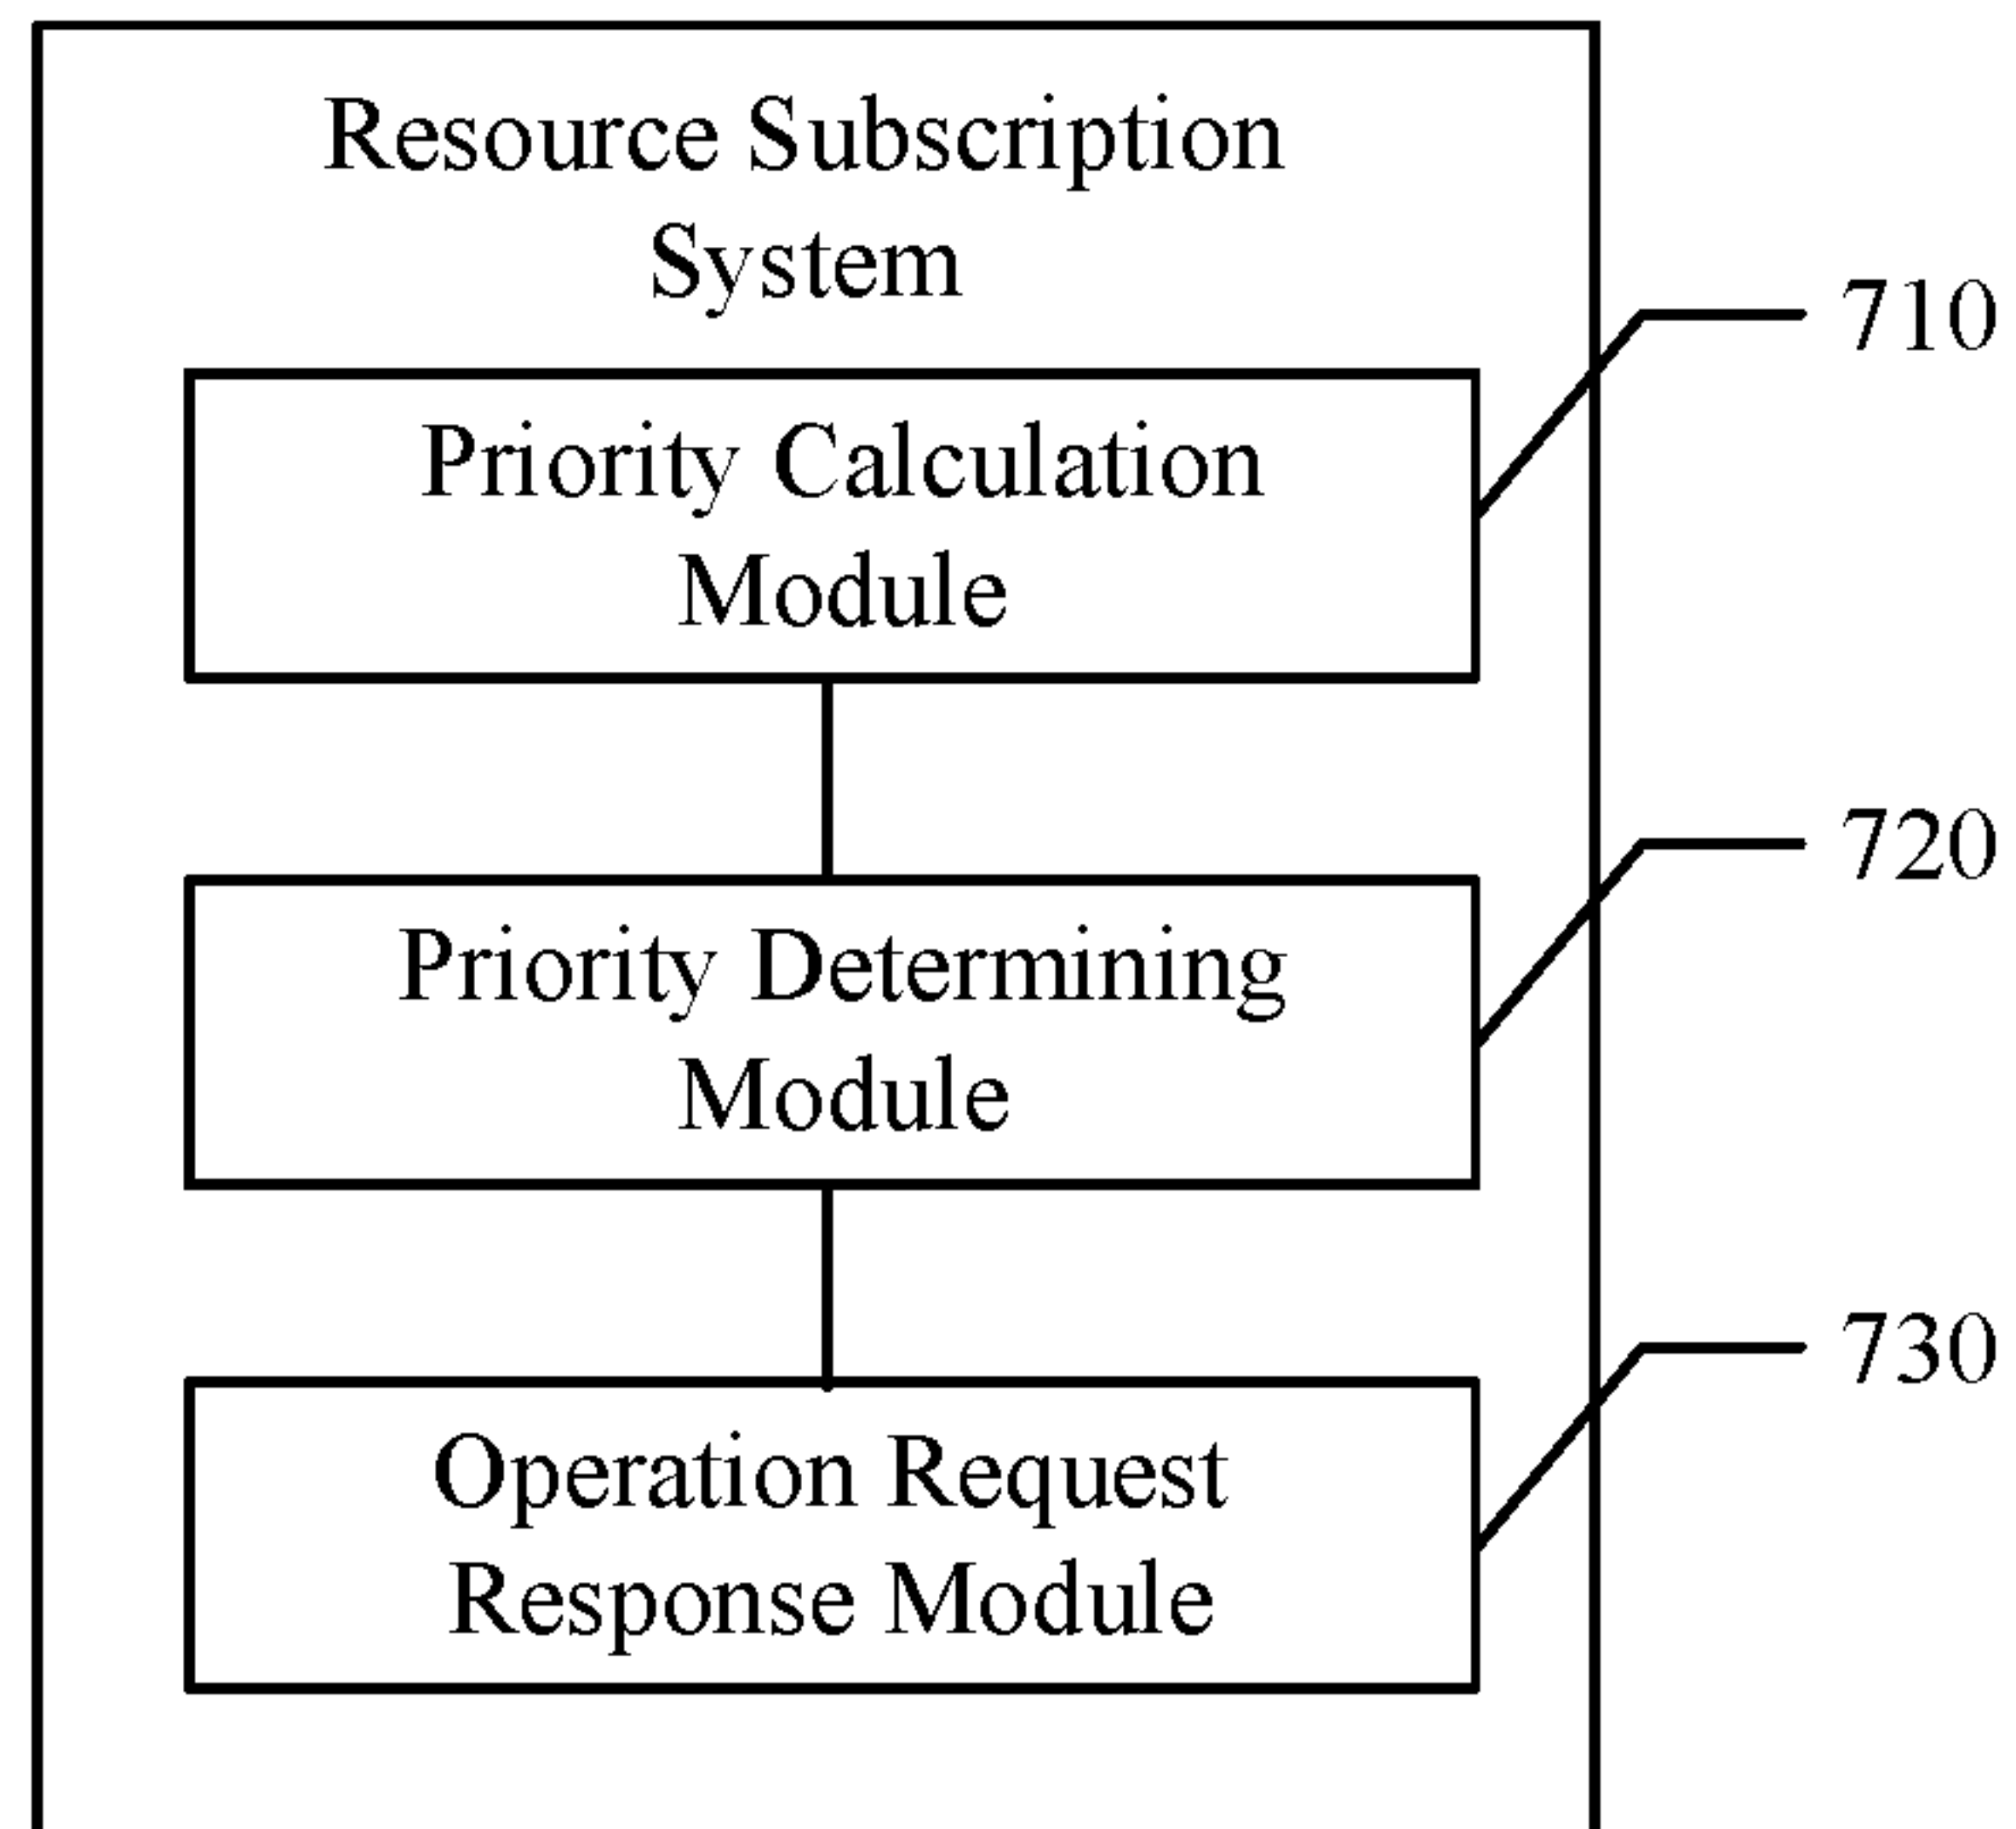 Resource Subscription
System
710
Priority Calculation
Module
720
Priority Determining
Module
730
Operation Request
Response Module